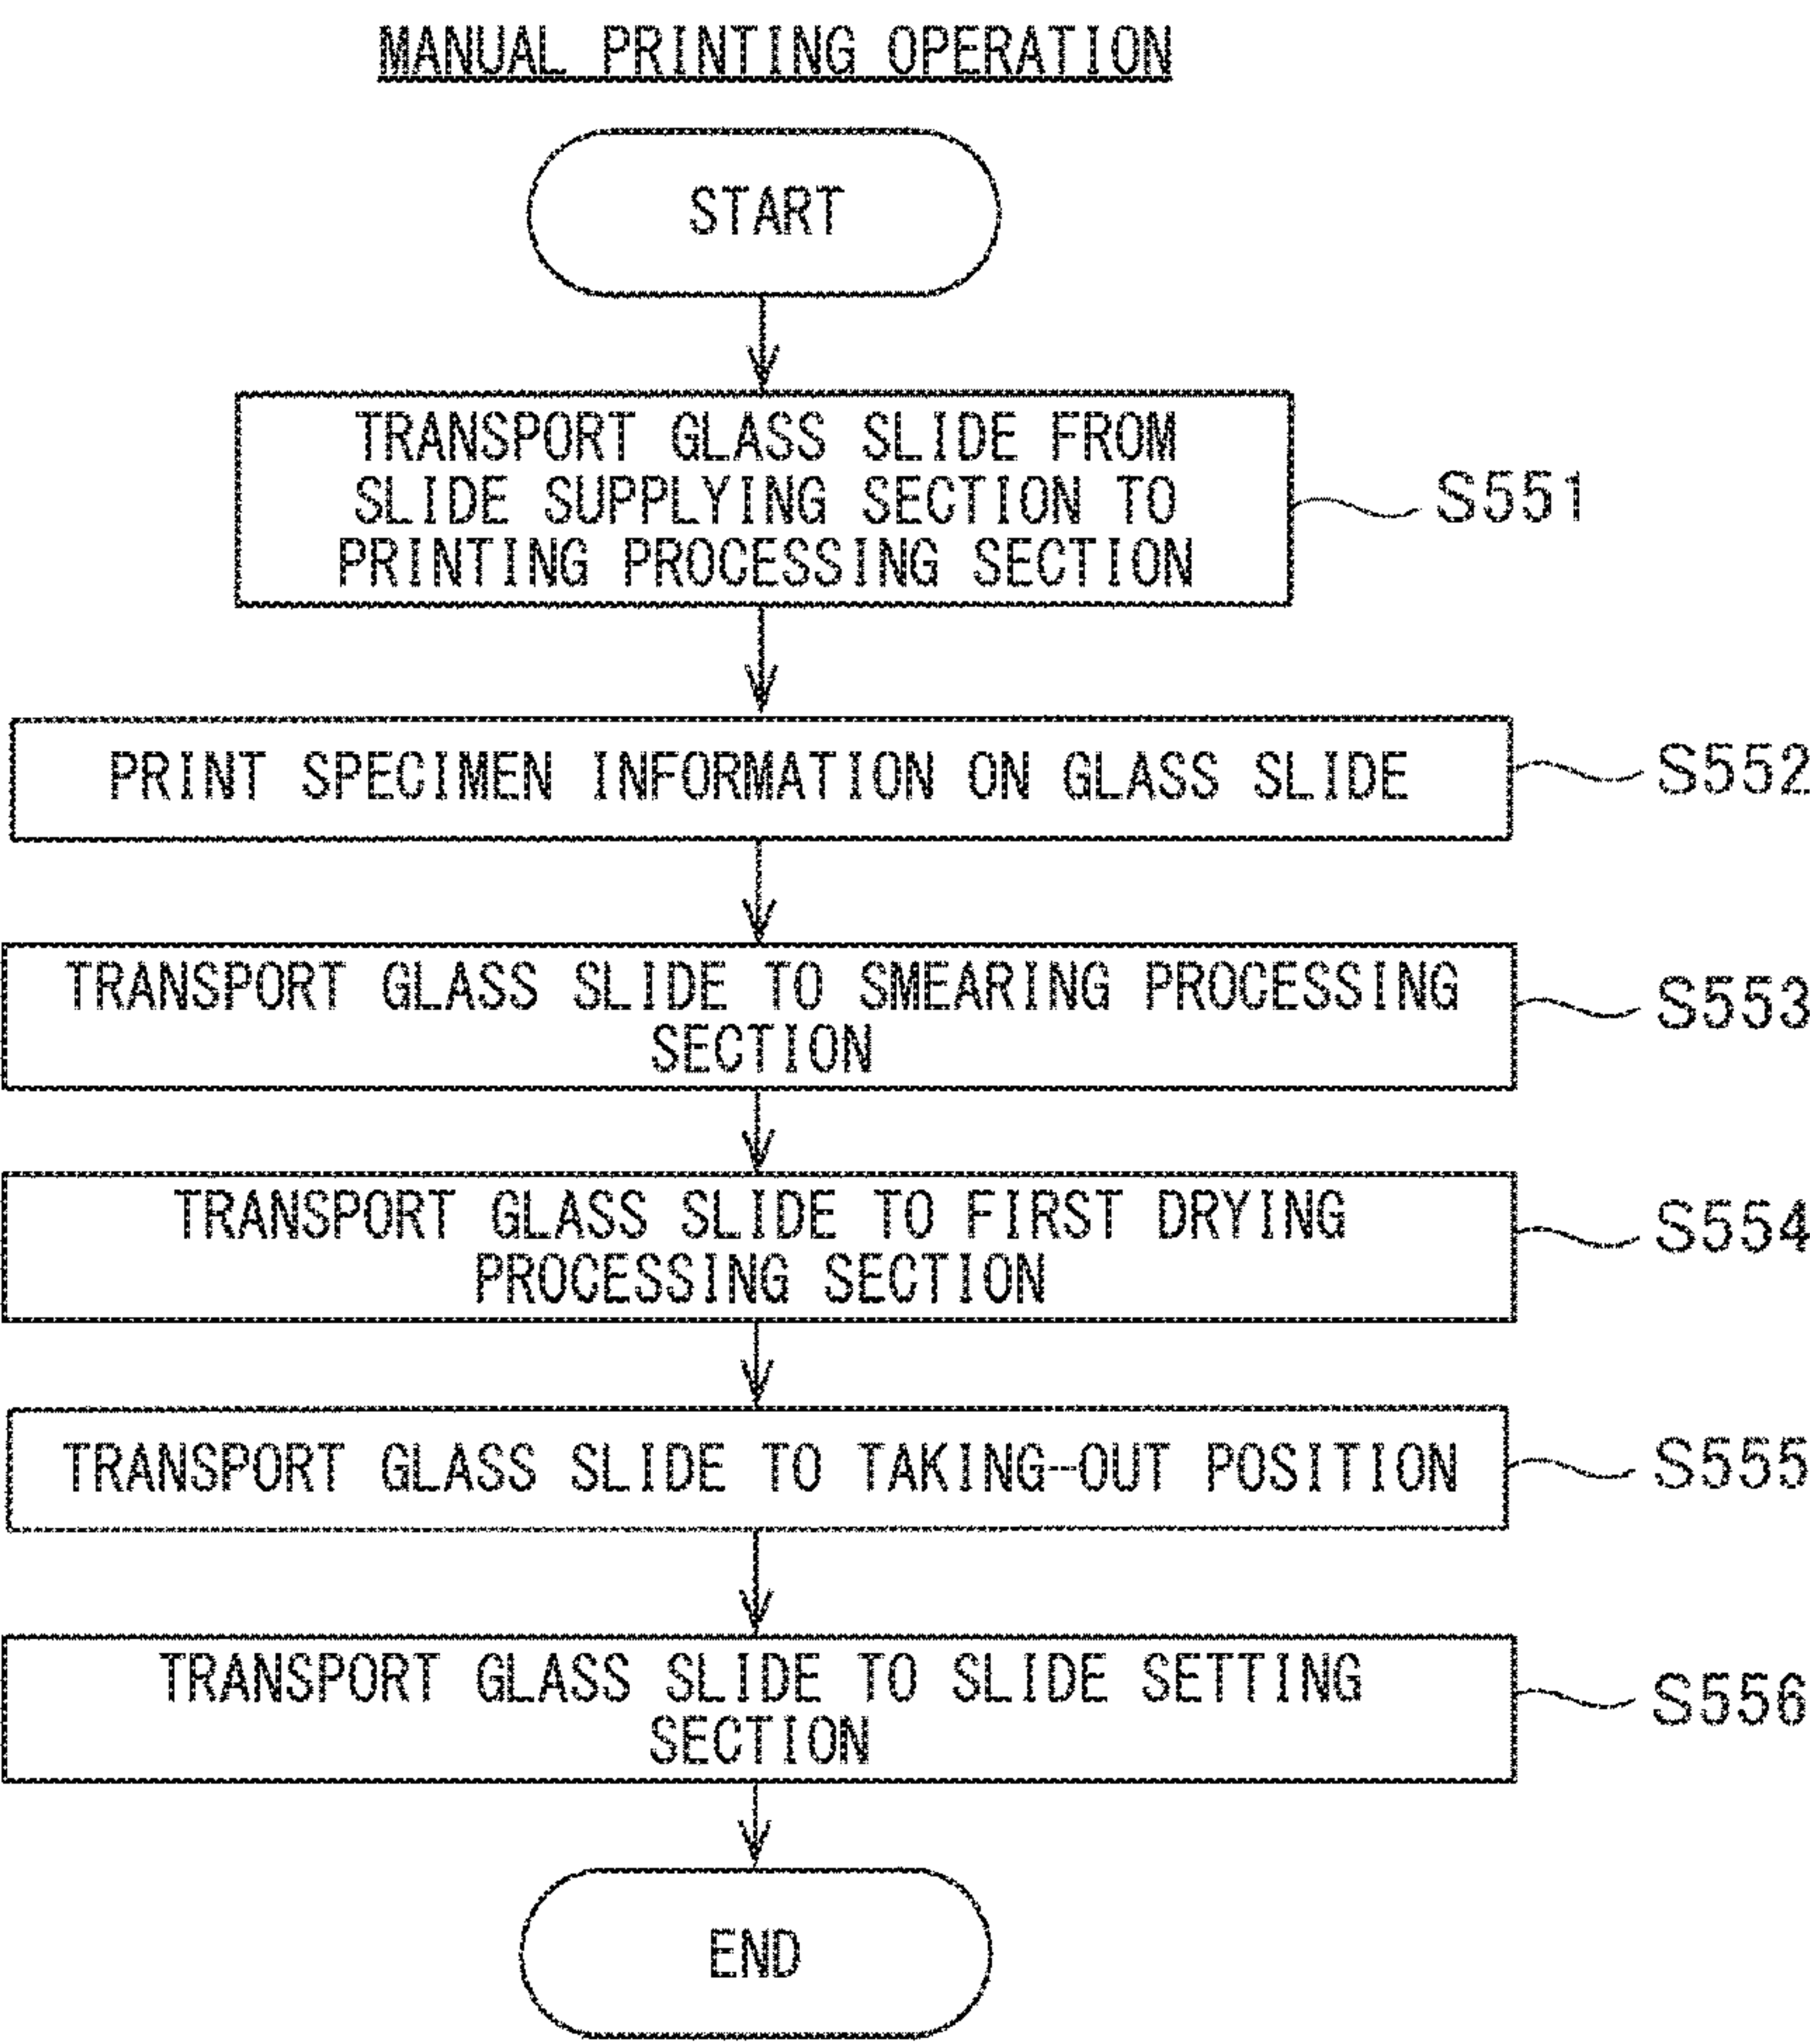 MANUAL PRINTING OPERATION
START
TRANSPORT GLASS SLIDE FROM
SLIDE SUPPLYING SECTION TO
PRINTING PROCESSING SECTION
S551
PRINT SPECIMEN INFORMATION ON GLASS SLIDE
S552
TRANSPORT GLASS SLIDE TO SMEARING PROCESSING
SECTION
S553
TRANSPORT GLASS SLIDE TO FIRST DRYING
PROCESSING SECTION
S554
TRANSPORT GLASS SLIDE TO TAKING-OUT POSITION
S555
TRANSPORT GLASS SLIDE TO SLIDE SETTING
SECTION
S556
END